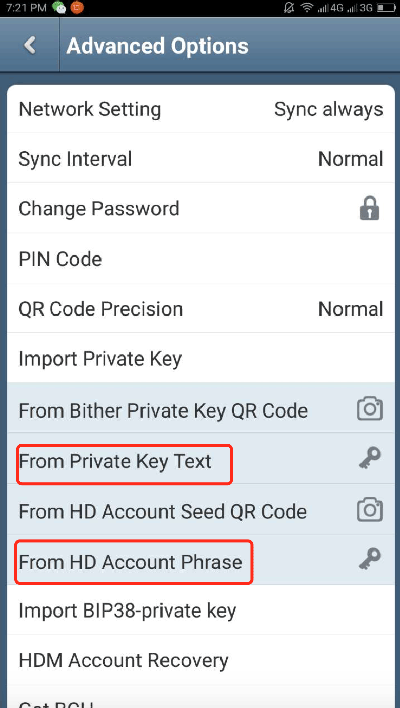 7:21 PM 4G 3G
Advanced Options
Network Setting Sync always
Sync Interval Normal
Change Password
PIN Code
QR Code Precision Normal
Import Private Key
From Bither Private Key QR Code
From Private Key Text
From HD Account Seed QR Code
From HD Account Phrase
Import BIP38-private key
HDM Account Recovery